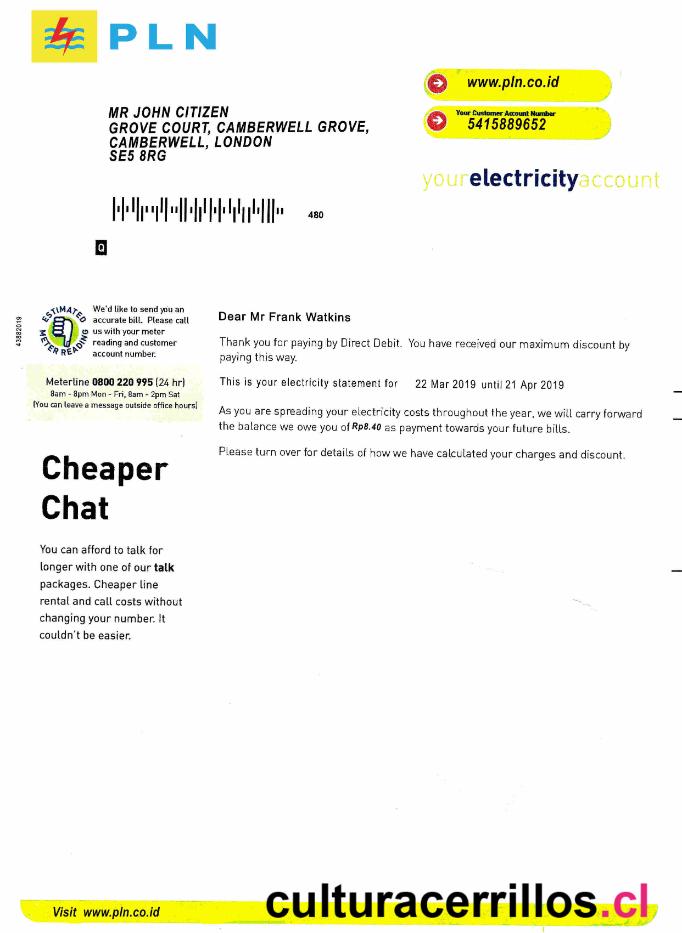 PLN
www.pln.co.id
Your Customer Account Number
5415889652
MR JOHN CITIZEN
GROVE COURT, CAMBERWELL GROVE,
CAMBERWELL, LONDON
SE5 8RG
yourelectricityaccount
480
Q
43882019
ESTIMATED
METER READING
We'd like to send you an
accurate bill. Please call
us with your meter
reading and customer
account number.
Meterline 0800 220 995 (24 hr)
8am - 8pm Mon - Fri, 8am - 2pm Sat
(You can leave a message outside office hours)
Dear Mr Frank Watkins
Thank you for paying by Direct Debit. You have received our maximum discount by
paying this way.
This is your electricity statement for 22 Mar 2019 until 21 Apr 2019
As you are spreading your electricity costs throughout the year, we will carry forward
the balance we owe you of Rp8.40 as payment towards your future bills.
Please turn over for details of how we have calculated your charges and discount.
Cheaper
Chat
You can afford to talk for
longer with one of our talk
packages. Cheaper line
rental and call costs without
changing your number. It
couldn't be easier.
Visit www.pln.co.id
culturacerrillos.cl